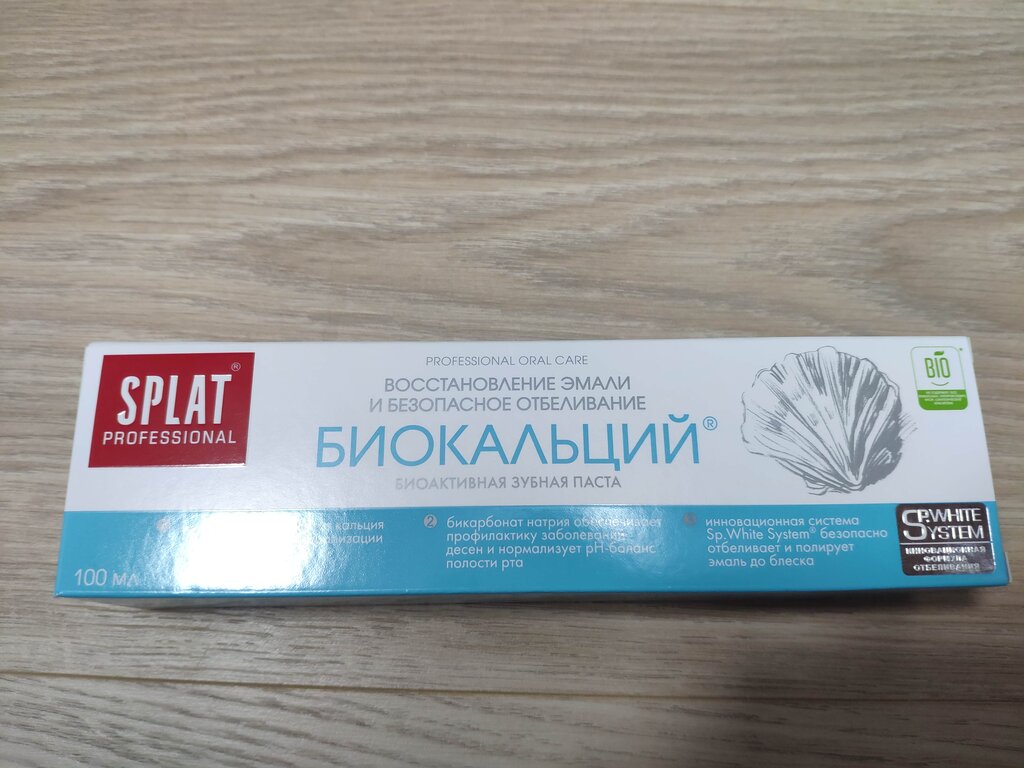 SPLAT®
PROFESSIONAL
PROFESSIONAL ORAL CARE
ВОССТАНОВЛЕНИЕ ЭМАЛИ
И БЕЗОПАСНОЕ ОТБЕЛИВАНИЕ
БИОКАЛЬЦИЙ®
БИОАКТИВНАЯ ЗУБНАЯ ПАСТА
BIO
кальция
2 бикарбонат натрия обеспечивает
профилактику заболеваний
десен и нормализует pH-баланс
полости рта
инновационная система
Sp.White System® безопасно
отбеливает и полирует
эмаль до блеска
SP.WHITE
SYSTEM
ИННОВАЦИОННАЯ
ФОРМУЛА
ОТБЕЛИВАНИЯ
100 мл